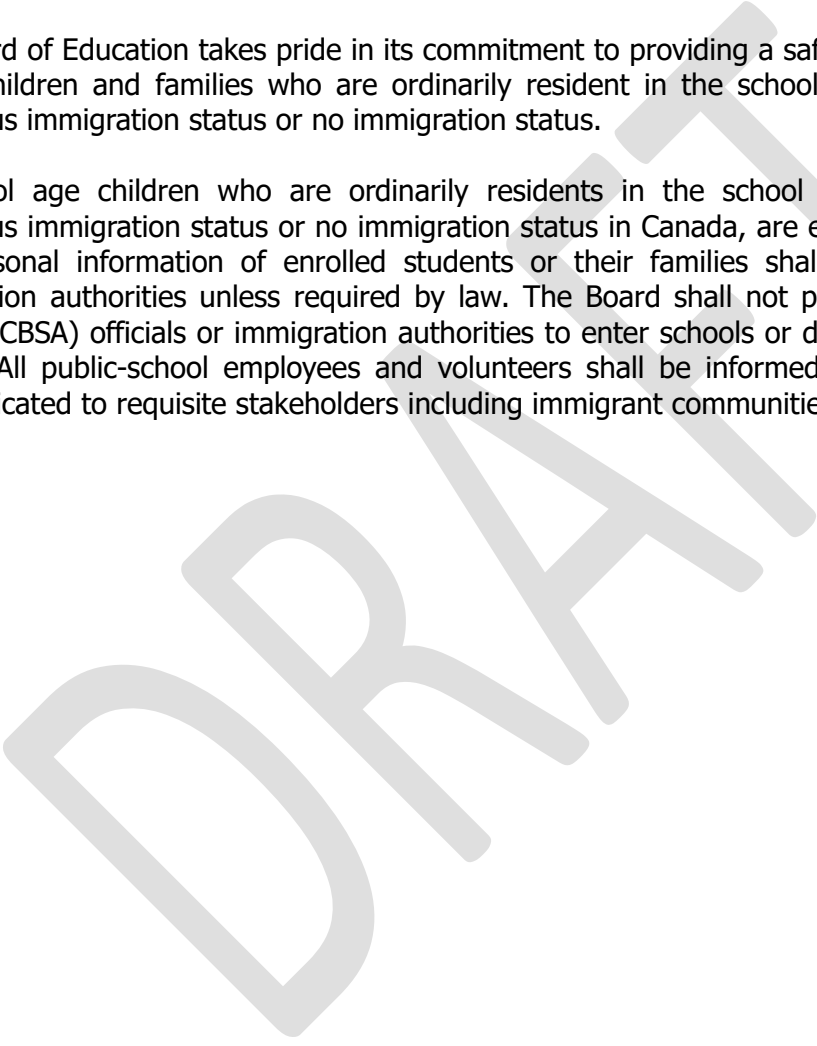 rd of Education takes pride in its commitment to providing a saf
hildren and families who are ordinarily resident in the school
us immigration status or no immigration status.
ol age children who are ordinarily residents in the school
us immigration status or no immigration status in Canada, are e
sonal information of enrolled students or their families shal
ion authorities unless required by law. The Board shall not p
CBSA) officials or immigration authorities to enter schools or d
All public-school employees and volunteers shall be informed
icated to requisite stakeholders including immigrant communitie
DRAFT